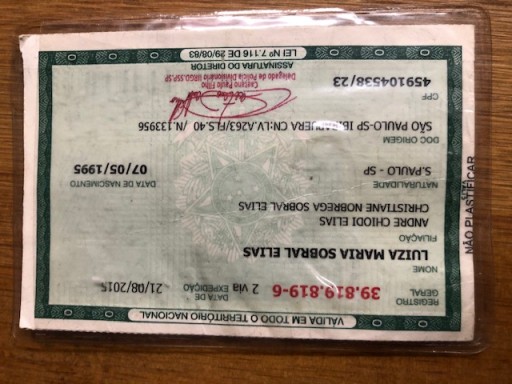 VALIDA EM TODO O TERRITÓRIO NACIONAL
REGISTRO GERAL 39.819.819-6 2 via DATA DE EXPEDIÇÃO 21/08/2015
NOME
LUIZA MARIA SOBRAL ELIAS
FILIAÇÃO
ANDRE CHIODI ELIAS
CHRISTIANE NOBREGA SOBRAL ELIAS
NATURALIDADE DATA DE NASCIMENTO
S.PAULO - SP 07/05/1995
DOC ORIGEM
SÃO PAULO-SP IBIRAPUERA CN:LV.A263/FLS.40 /N.133956
CPF
459104538/23
Caetano Paulo Filho
Delegado de Polícia Divisionário IIRGD.SSP.SP
ASSINATURA DO DIRETOR
LEI Nº 7.116 DE 29/08/83
NÃO PLASTIFICAR